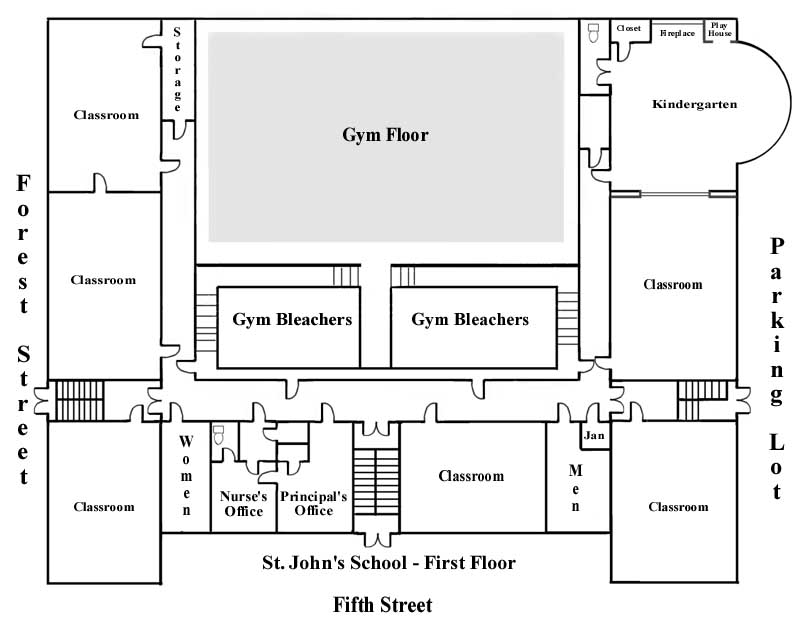 Storage
Closet
Fireplace
Play
House
Classroom
Gym Floor
Kindergarten
Forest Street
Parking Lot
Classroom
Classroom
Gym Bleachers
Gym Bleachers
Women
Jan
Men
Classroom
Nurse's
Office
Principal's
Office
Classroom
Classroom
St. John's School - First Floor
Fifth Street